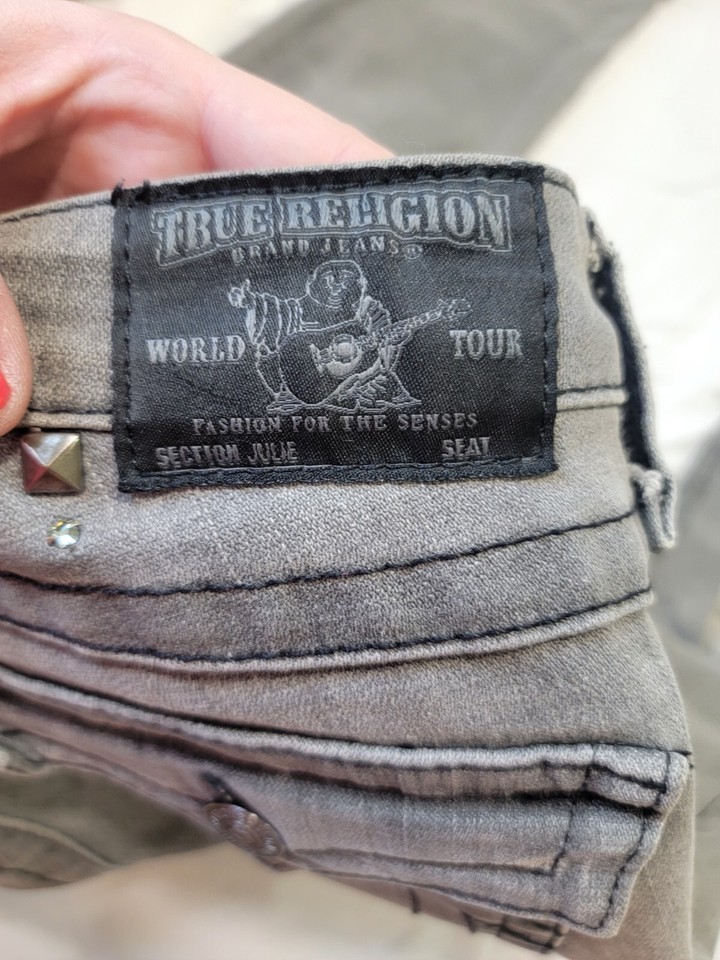 TRUE RELIGION
BRAND JEANS®
WORLD TOUR
FASHION FOR THE SENSES
SECTION JULIE SEAT